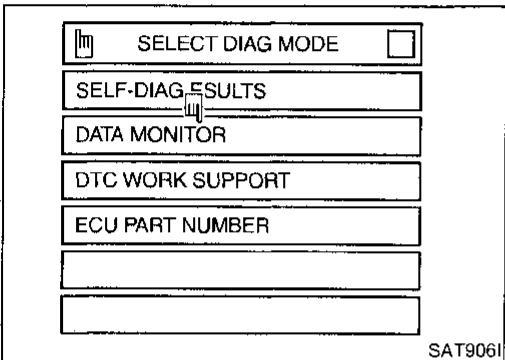 SELECT DIAG MODE
SELF-DIAG ESULTS
DATA MONITOR
DTC WORK SUPPORT
ECU PART NUMBER
SAT906I